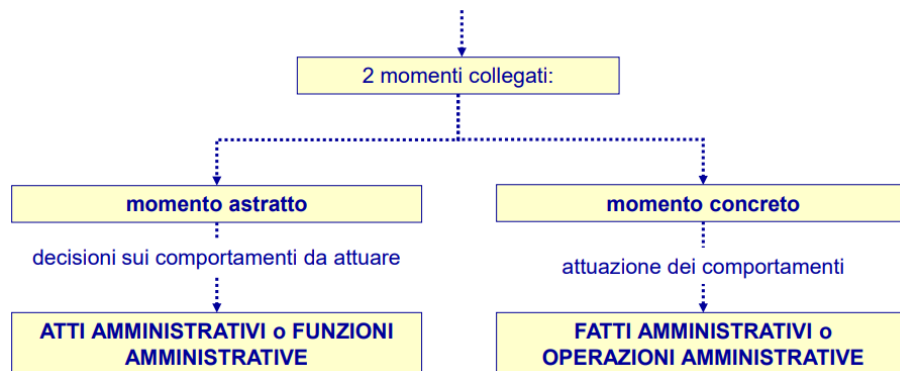 2 momenti collegati:
momento astratto
momento concreto
decisioni sui comportamenti da attuare
attuazione dei comportamenti
ATTI AMMINISTRATIVI o FUNZIONI
AMMINISTRATIVE
FATTI AMMINISTRATIVI o
OPERAZIONI AMMINISTRATIVE